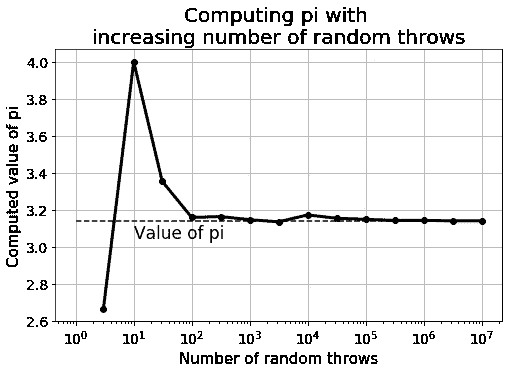 Computing pi with
increasing number of random throws
Computed value of pi
4.0
3.8
3.6
3.4
3.2
3.0
2.8
2.6
Value of pi
10⁰ 10¹ 10² 10³ 10⁴ 10⁵ 10⁶ 10⁷
Number of random throws